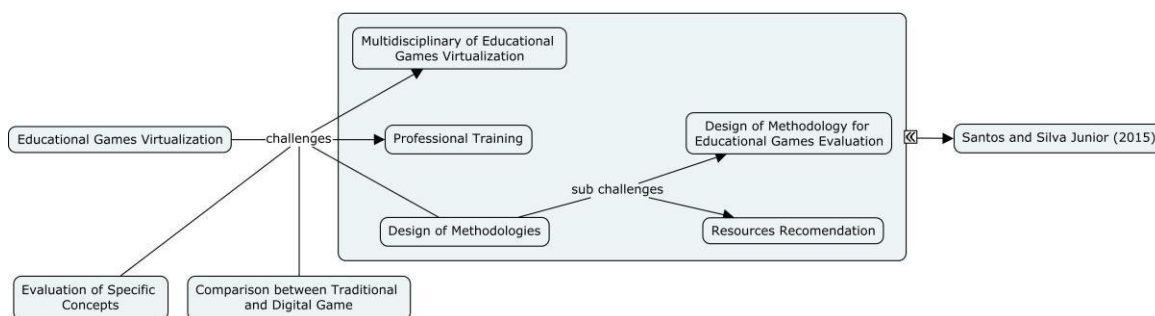 Multidisciplinary of Educational
Games Virtualization
Educational Games Virtualization
challenges
Professional Training
Design of Methodology for
Educational Games Evaluation
Santos and Silva Junior (2015)
sub challenges
Design of Methodologies
Resources Recomendation
Evaluation of Specific
Concepts
Comparison between Traditional
and Digital Game